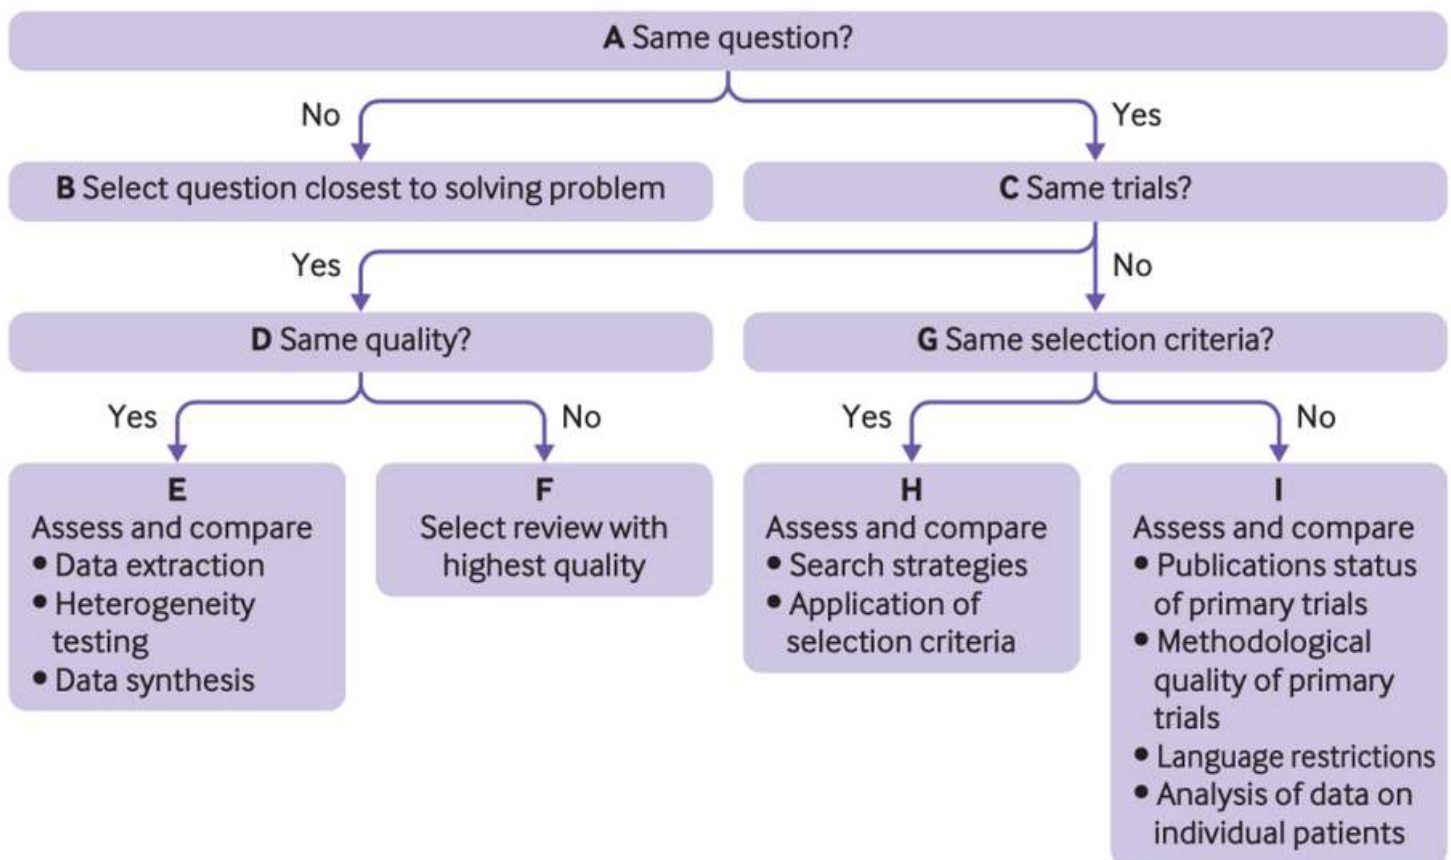 A Same question?
No
Yes
B Select question closest to solving problem
C Same trials?
Yes
No
D Same quality?
G Same selection criteria?
Yes
No
Yes
No
E
Assess and compare
• Data extraction
• Heterogeneity
testing
• Data synthesis
F
Select review with
highest quality
H
Assess and compare
• Search strategies
• Application of
selection criteria
I
Assess and compare
• Publications status
of primary trials
• Methodological
quality of primary
trials
• Language restrictions
• Analysis of data on
individual patients